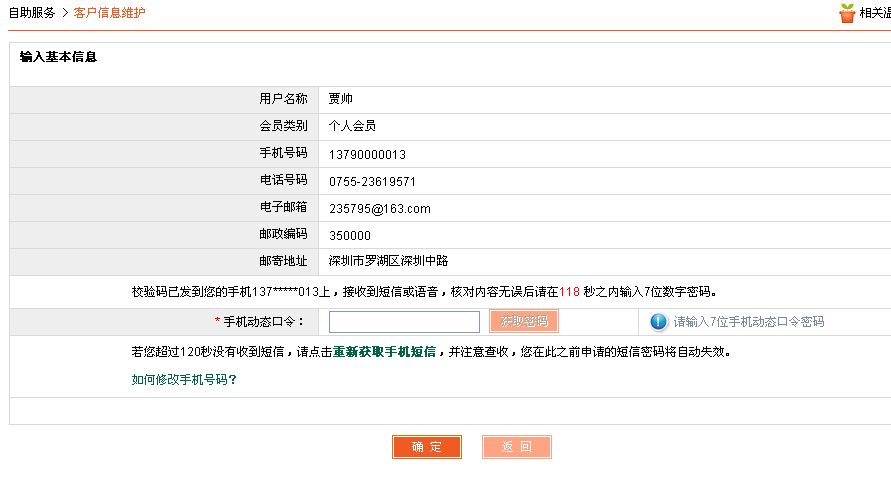 自助服务 > 客户信息维护 相关温
输入基本信息
用户名称 贾帅
会员类别 个人会员
手机号码 13790000013
电话号码 0755-23619571
电子邮箱 235795@163.com
邮政编码 350000
邮寄地址 深圳市罗湖区深圳中路
校验码已发到您的手机137*****013上，接收到短信或语音，核对内容无误后请在118 秒之内输入7位数字密码。
* 手机动态口令： 获取密码 请输入7位手机动态口令密码
若您超过120秒没有收到短信，请点击重新获取手机短信，并注意查收，您在此之前申请的短信密码将自动失效。
如何修改手机号码？
确 定 返 回